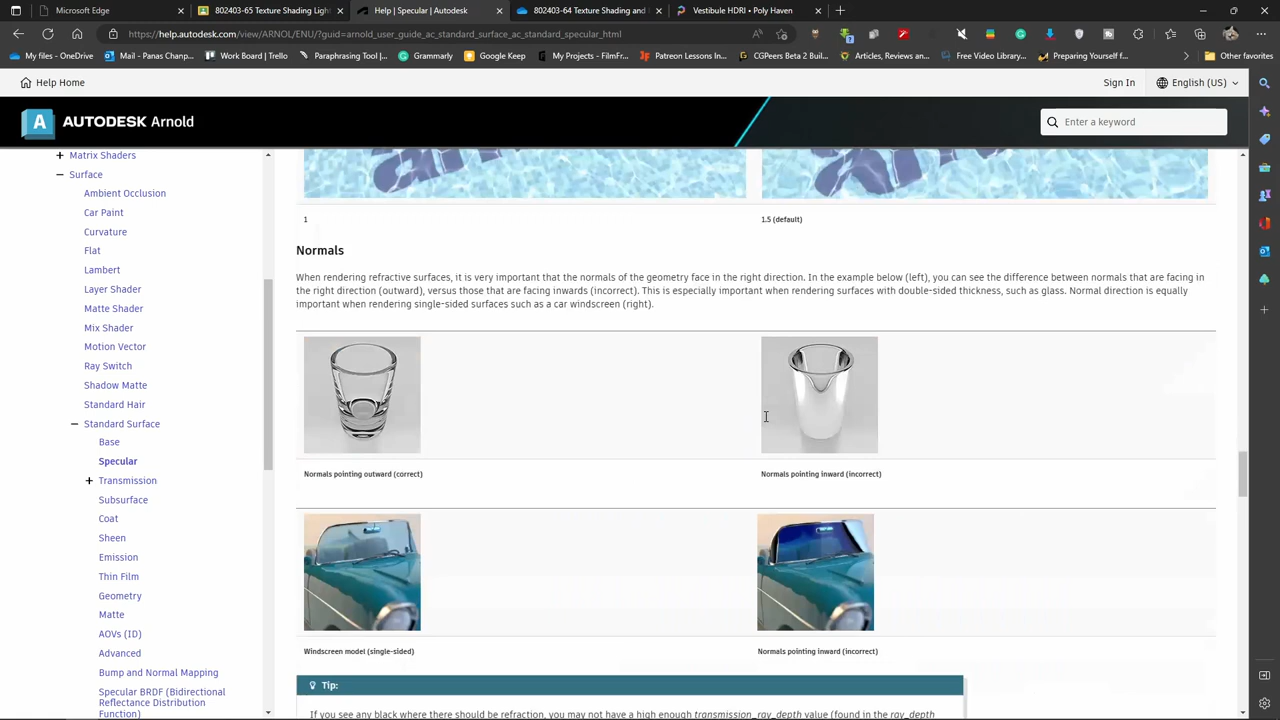 Microsoft Edge
802403-65 Texture Shading and Lighting
Help | Specular | Autodesk
802403-64 Texture Shading and
Vestibule HDRI • Poly Haven
https://help.autodesk.com/view/ARNOL/ENU/?guid=arnold_user_guide_ac_standard_surface_ac_standard_specular_html
My files - OneDrive
Mail - Panas Chanp...
Work Board | Trello
Paraphrasing Tool |...
Grammarly
Google Keep
My Projects - FilmFr...
Patreon Lessons In...
CGPeers Beta 2 Buil...
Articles, Reviews an...
Free Video Library...
Preparing Yourself f...
Other favorites
Help Home
Sign In
English (US)
A
AUTODESK Arnold
Enter a keyword
Matrix Shaders
Surface
Ambient Occlusion
Car Paint
Curvature
Flat
Lambert
Layer Shader
Matte Shader
Mix Shader
Motion Vector
Ray Switch
Shadow Matte
Standard Hair
Standard Surface
Base
Specular
Transmission
Subsurface
Coat
Sheen
Emission
Thin Film
Geometry
Matte
AOVs (ID)
Advanced
Bump and Normal Mapping
Specular BRDF (Bidirectional
Reflectance Distribution
Function)
1
1.5 (default)
Normals
When rendering refractive surfaces, it is very important that the normals of the geometry face in the right direction. In the example below (left), you can see the difference between normals that are facing in
the right direction (outward), versus those that are facing inwards (incorrect). This is especially important when rendering surfaces with double-sided thickness, such as glass. Normal direction is equally
important when rendering single-sided surfaces such as a car windscreen (right).
Normals pointing outward (correct)
Normals pointing inward (incorrect)
Windscreen model (single-sided)
Normals pointing inward (incorrect)
Tip:
If you see any black where there should be refraction, you may not have a high enough transmission_ray_depth value (found in the ray_depth